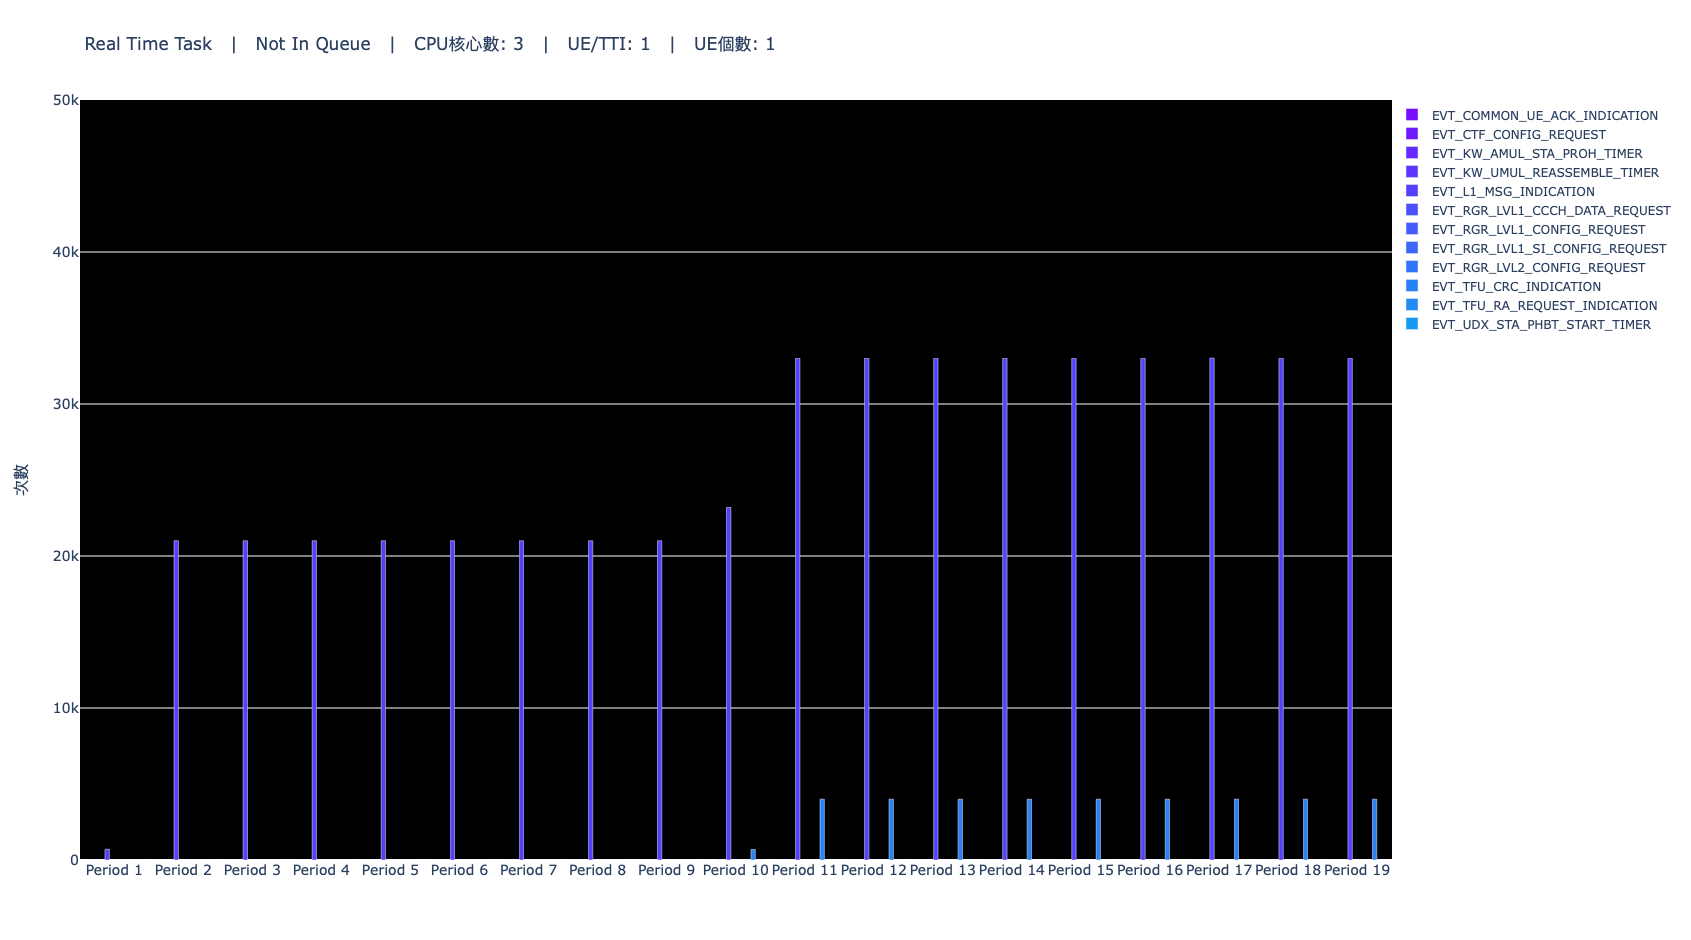 Real Time Task | Not In Queue | CPU核心數: 3 | UE/TTI: 1 | UE個數: 1
50k
40k
30k
20k
10k
0
次數
Period 1 Period 2 Period 3 Period 4 Period 5 Period 6 Period 7 Period 8 Period 9 Period 10 Period 11 Period 12 Period 13 Period 14 Period 15 Period 16 Period 17 Period 18 Period 19
EVT_COMMON_UE_ACK_INDICATION
EVT_CTF_CONFIG_REQUEST
EVT_KW_AMUL_STA_PROH_TIMER
EVT_KW_UMUL_REASSEMBLE_TIMER
EVT_L1_MSG_INDICATION
EVT_RGR_LVL1_CCCH_DATA_REQUEST
EVT_RGR_LVL1_CONFIG_REQUEST
EVT_RGR_LVL1_SI_CONFIG_REQUEST
EVT_RGR_LVL2_CONFIG_REQUEST
EVT_TFU_CRC_INDICATION
EVT_TFU_RA_REQUEST_INDICATION
EVT_UDX_STA_PHBT_START_TIMER